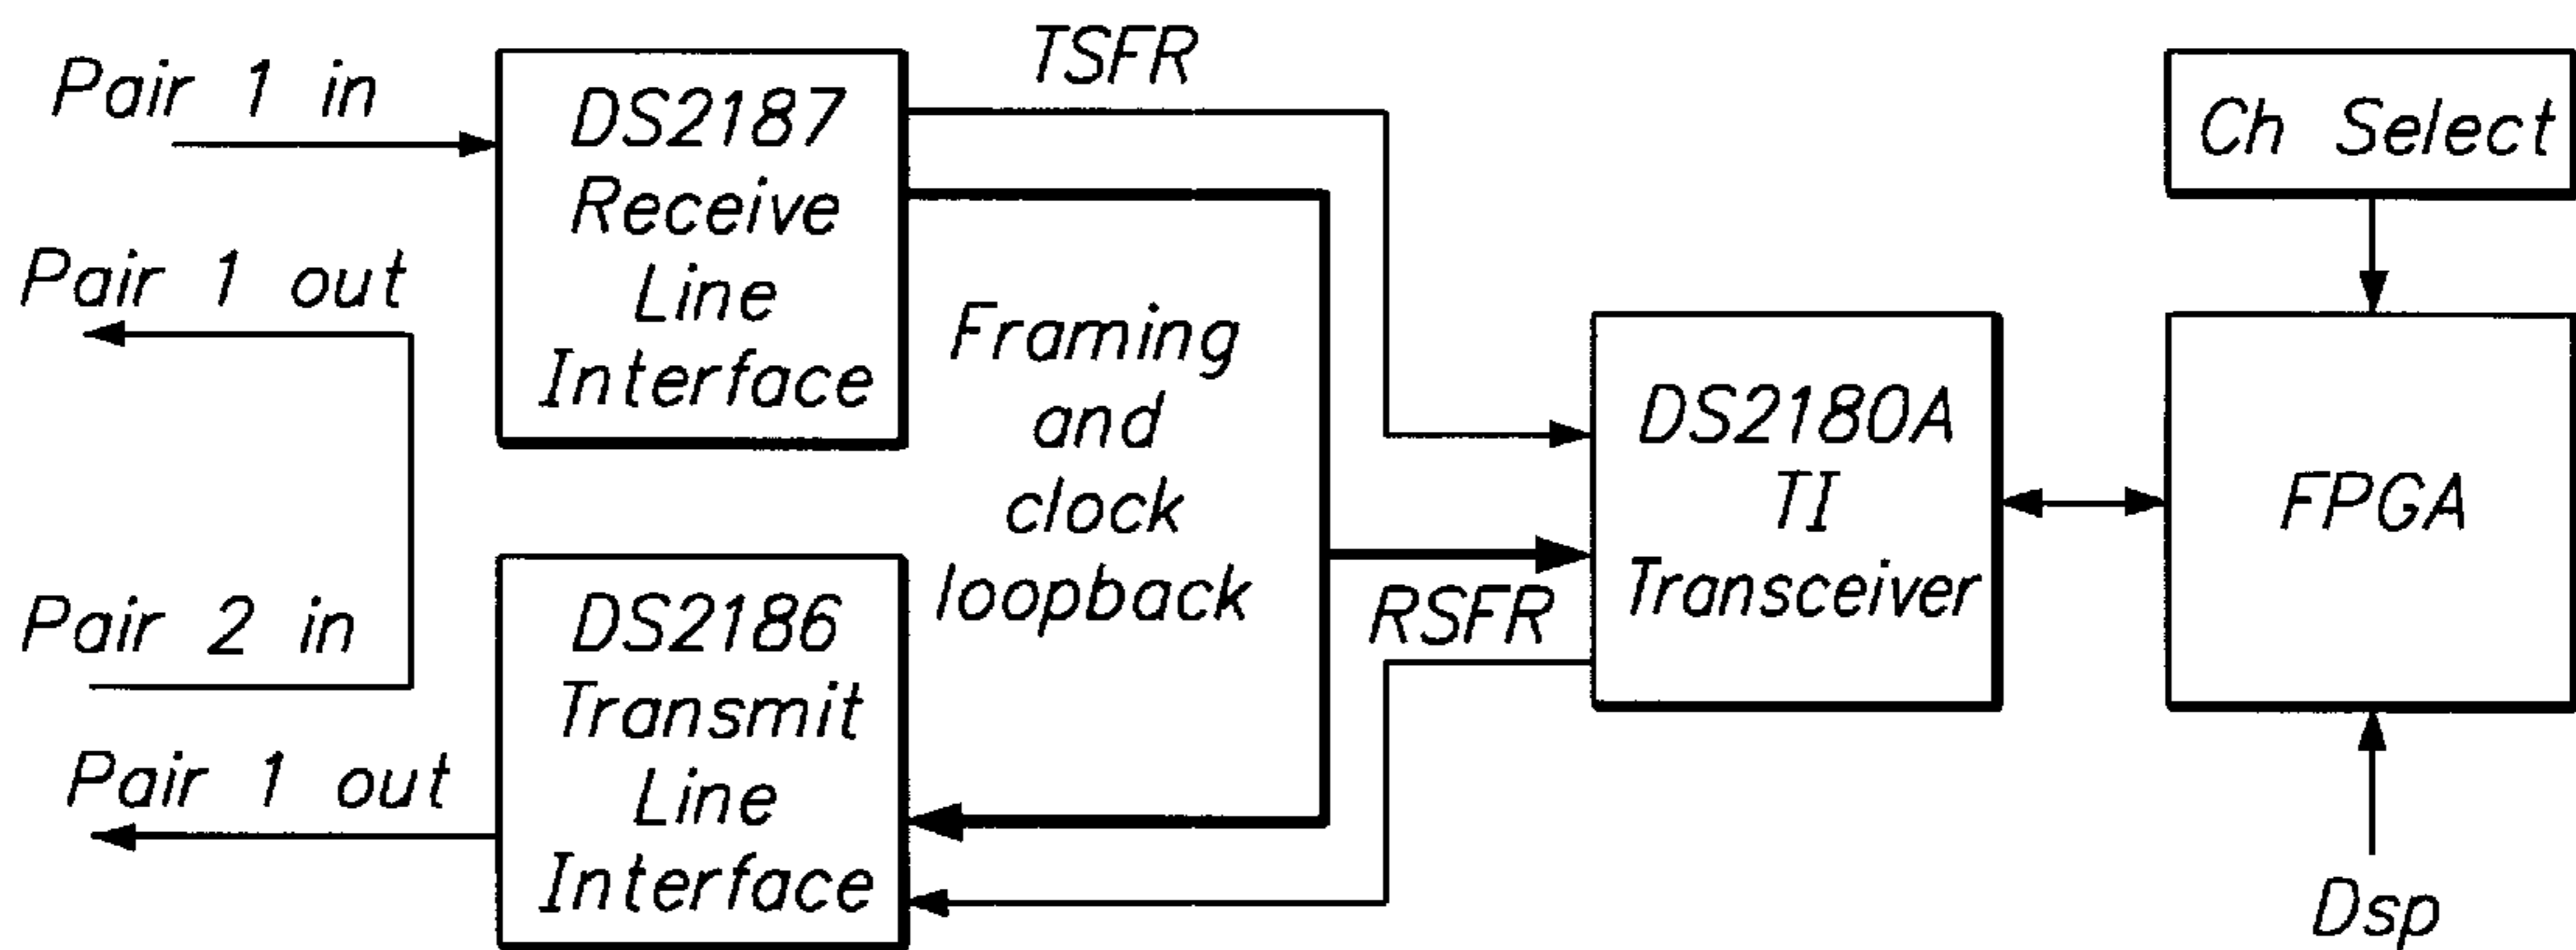 Pair 1 in
Pair 1 out
Pair 2 in
Pair 1 out
DS2187
Receive
Line
Interface
DS2186
Transmit
Line
Interface
TSFR
Framing
and
clock
loopback
RSFR
DS2180A
TI
Transceiver
Ch Select
FPGA
Dsp